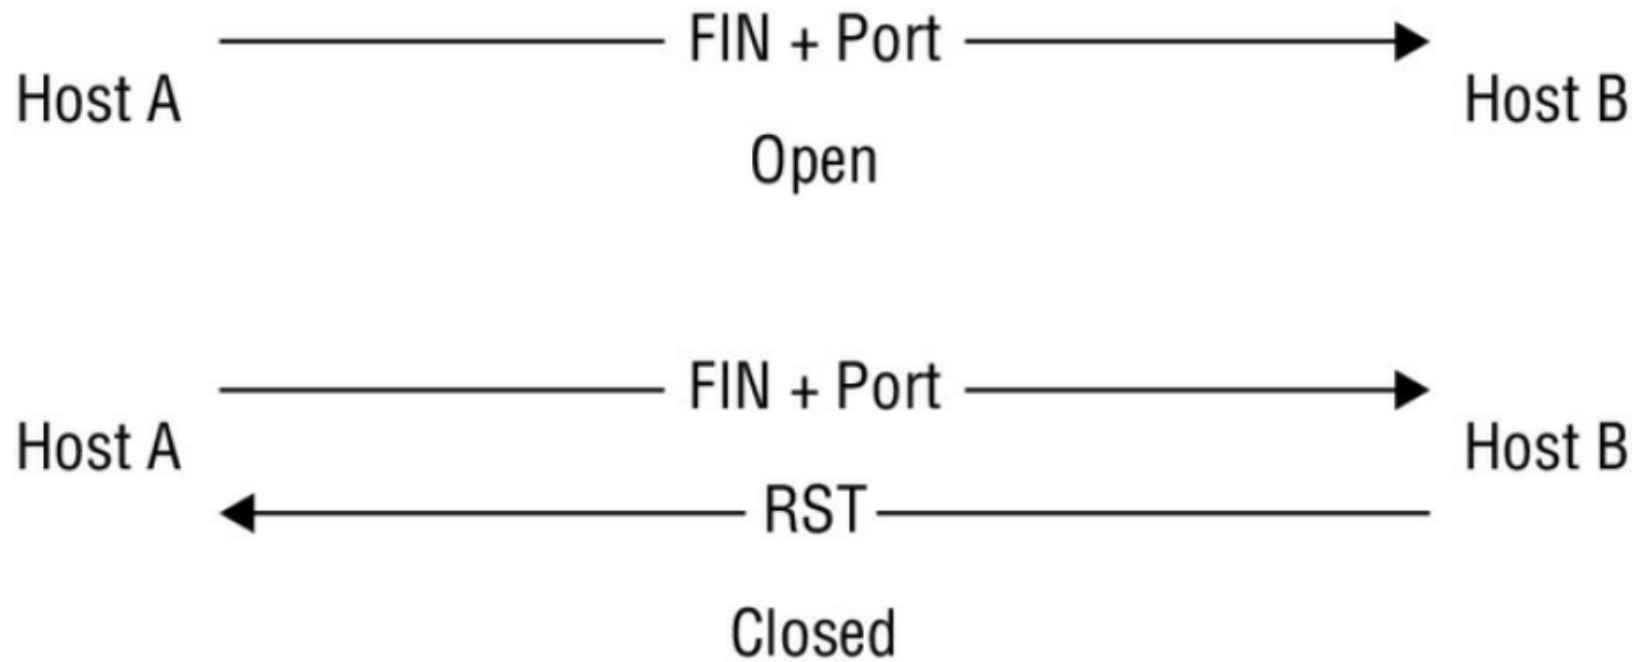 FIN + Port
Host A
Host B
Open
FIN + Port
Host A
Host B
RST
Closed